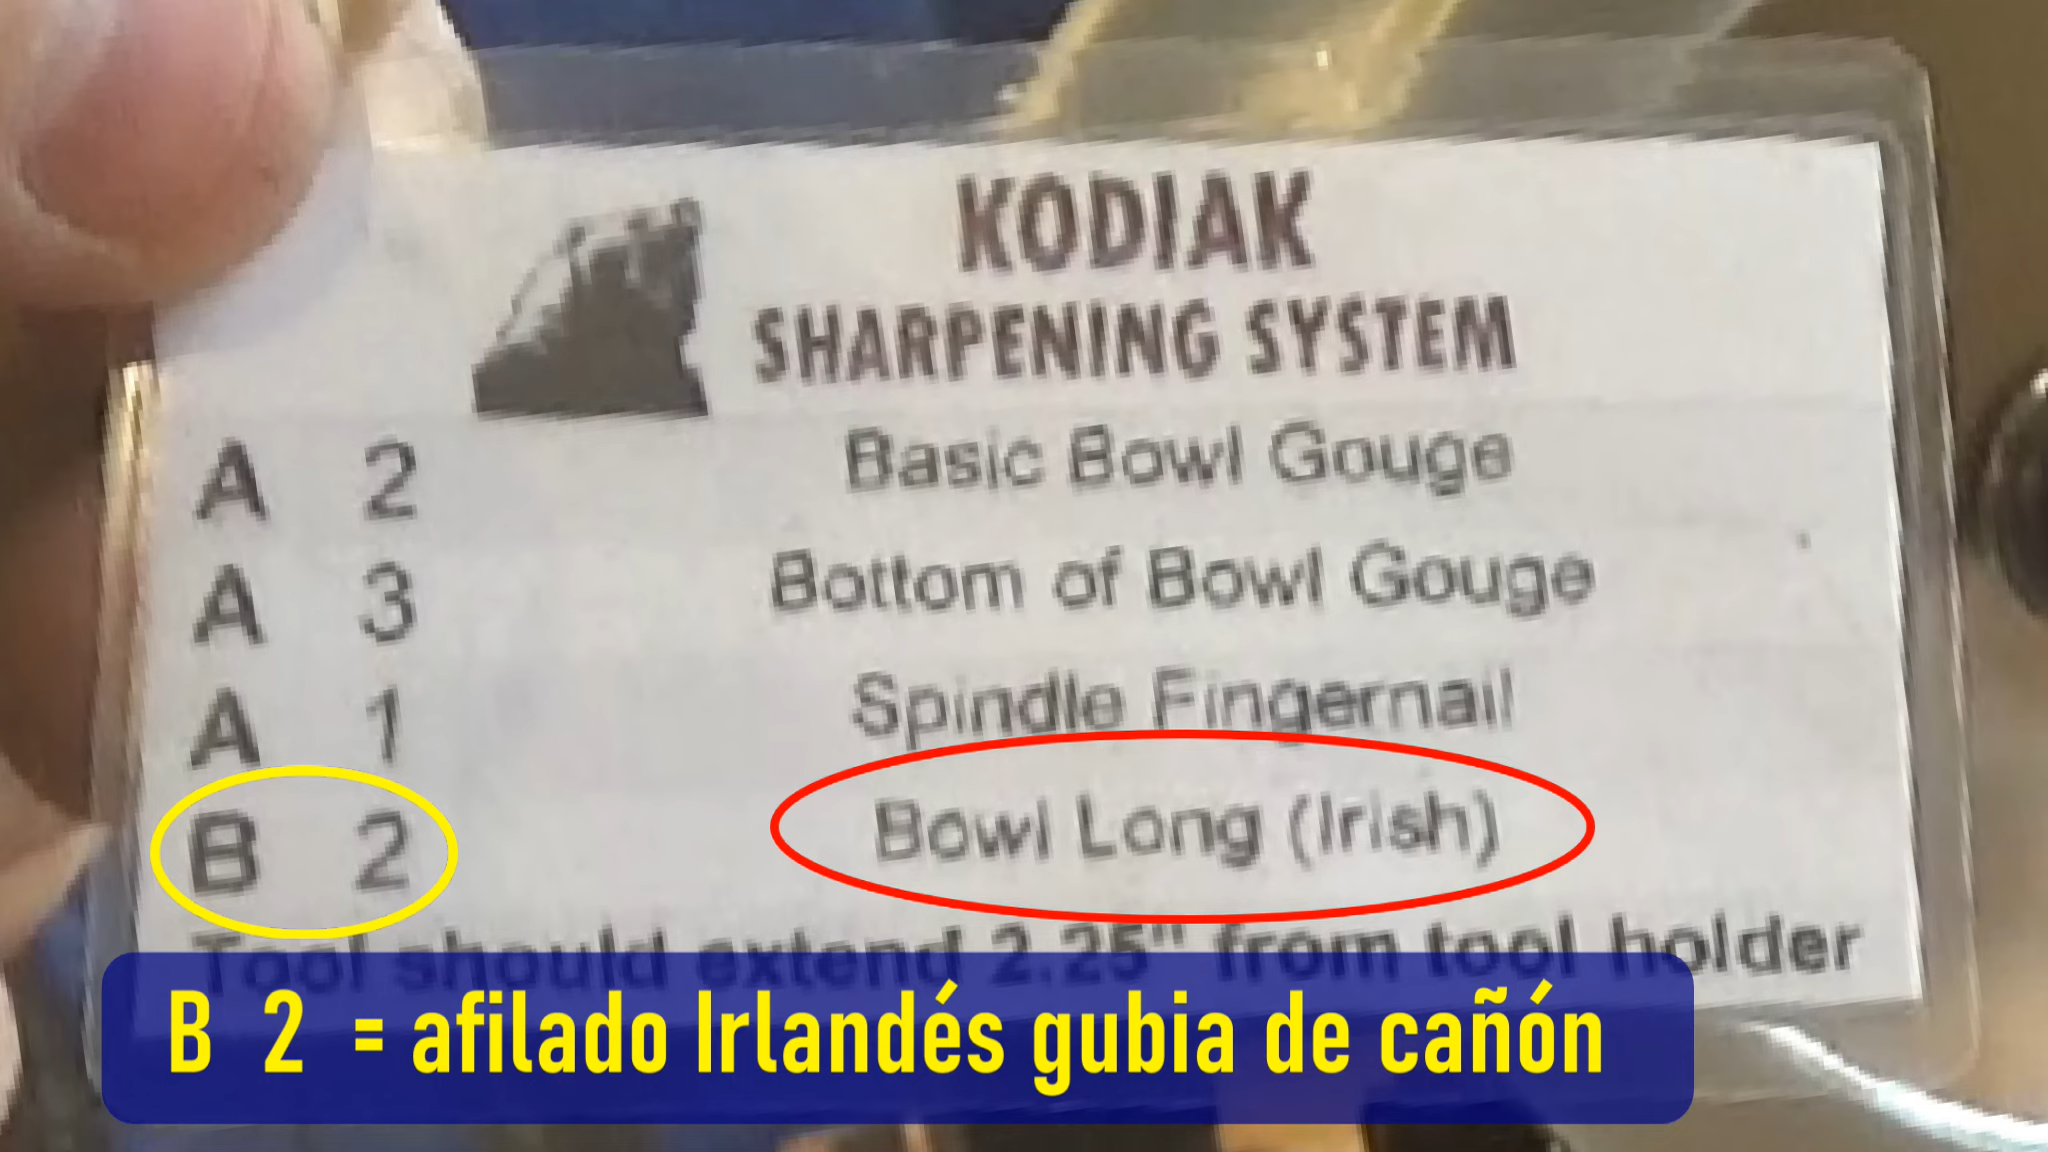 KODIAK
SHARPENING SYSTEM
A 2 Basic Bowl Gouge
A 3 Bottom of Bowl Gouge
A 1 Spindle Fingernail
B 2 Bowl Long (Irish)
Tool should extend 2.25" from tool holder
B 2 = afilado Irlandés gubia de cañón